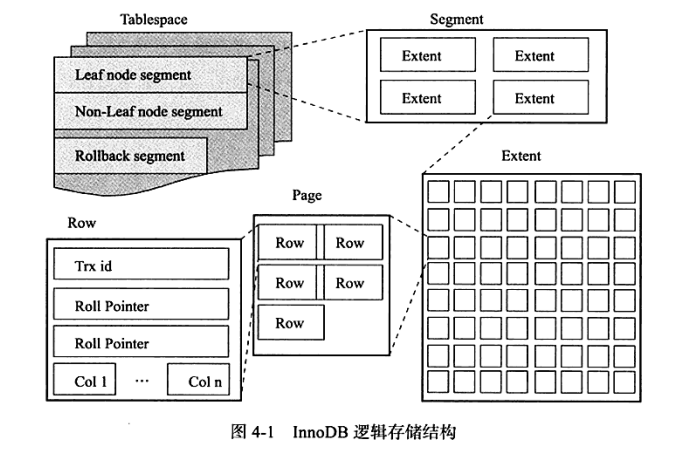 Tablespace
Leaf node segment
Non-Leaf node segment
Rollback segment
Segment
Extent
Extent
Extent
Extent
Extent
Page
Row
Row
Row
Row
Row
Row
Trx id
Roll Pointer
Roll Pointer
Col 1
...
Col n
图 4-1 InnoDB 逻辑存储结构